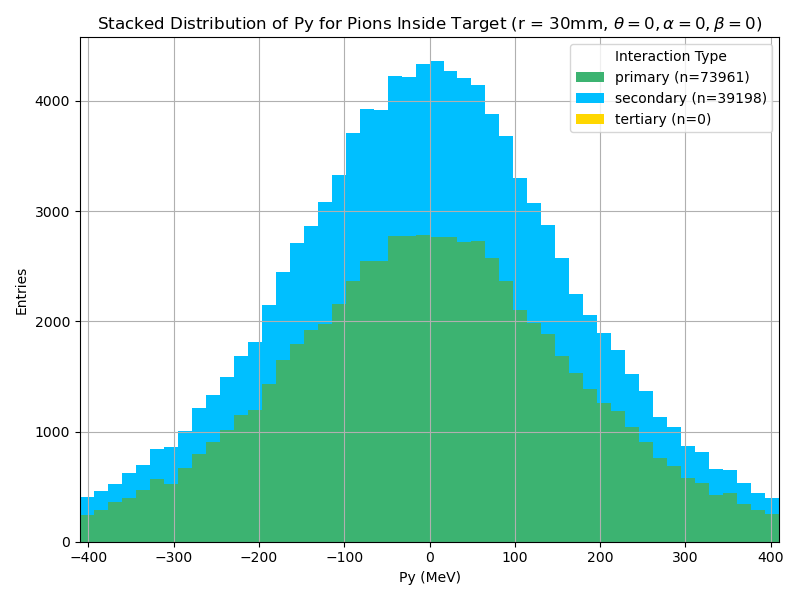 Stacked Distribution of Py for Pions Inside Target (r = 30mm, θ = 0, α = 0, β = 0)
Interaction Type
primary (n=73961)
secondary (n=39198)
tertiary (n=0)
Entries
4000
3000
2000
1000
0
−400 −300 −200 −100 0 100 200 300 400
Py (MeV)